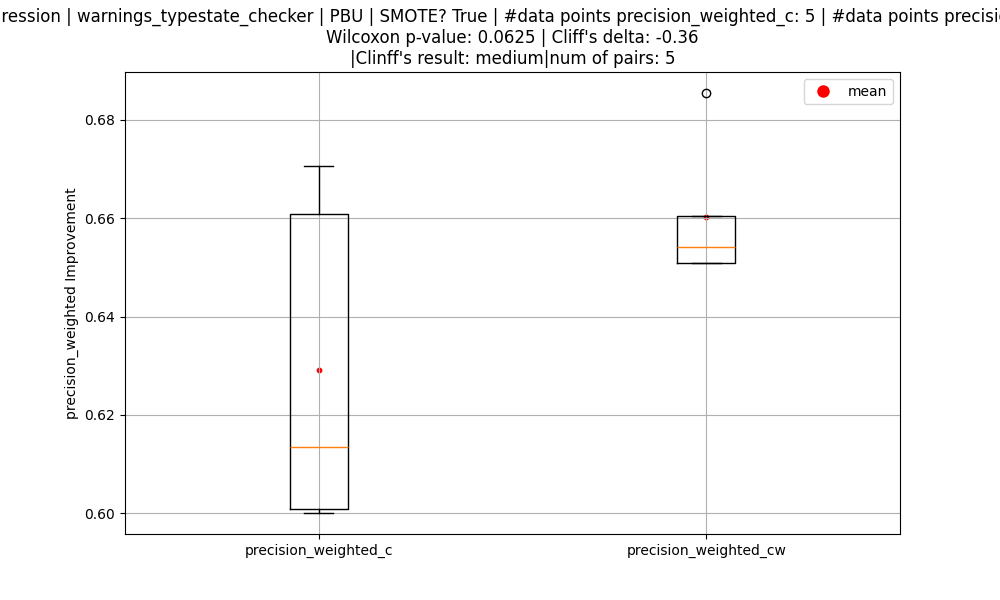 | warnings_typestate_checker | PBU | SMOTE? True | #data points precision_weighted_c: 5 | #data points
Wilcoxon p-value: 0.0625 | Cliff's delta: -0.36
|Clinff's result: medium|num of pairs: 5
mean
0.68
0.66
0.64
0.62
0.60
precision_weighted Improvement
precision_weighted_c
precision_weighted_cw